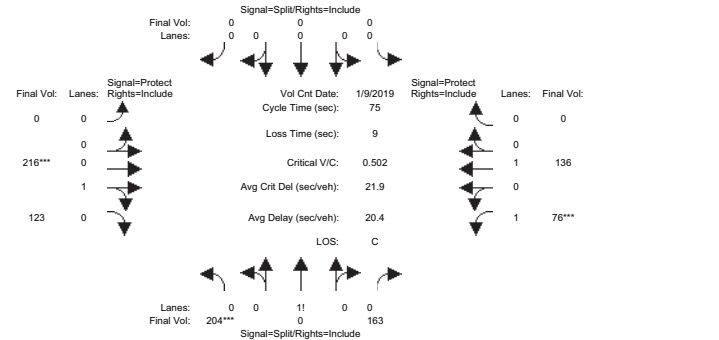 Signal=Split/Rights=Include
Final Vol: 0 0 0
Lanes: 0 0 0 0 0
Signal=Protect
Final Vol: Lanes: Rights=Include
Vol Cnt Date: 1/9/2019
Signal=Protect
Rights=Include Lanes: Final Vol:
Cycle Time (sec): 75
0 0
0 0
Loss Time (sec): 9
0
0
216*** 0
Critical V/C: 0.502
1 136
1
Avg Crit Del (sec/veh): 21.9
0
123 0
Avg Delay (sec/veh): 20.4
1 76***
LOS: C
Lanes: 0 0 1! 0 0
Final Vol: 204*** 0 163
Signal=Split/Rights=Include